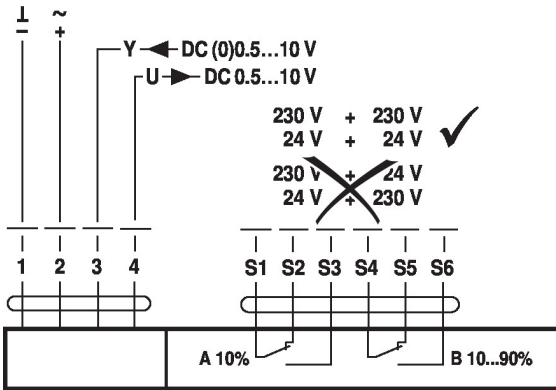 ⊥ ~
– +
Y ◄ DC (0)0.5...10 V
U ► DC 0.5...10 V
230 V + 230 V
24 V + 24 V ✓
230 V + 24 V
24 V + 230 V
1 2 3 4 S1 S2 S3 S4 S5 S6
A 10% B 10...90%